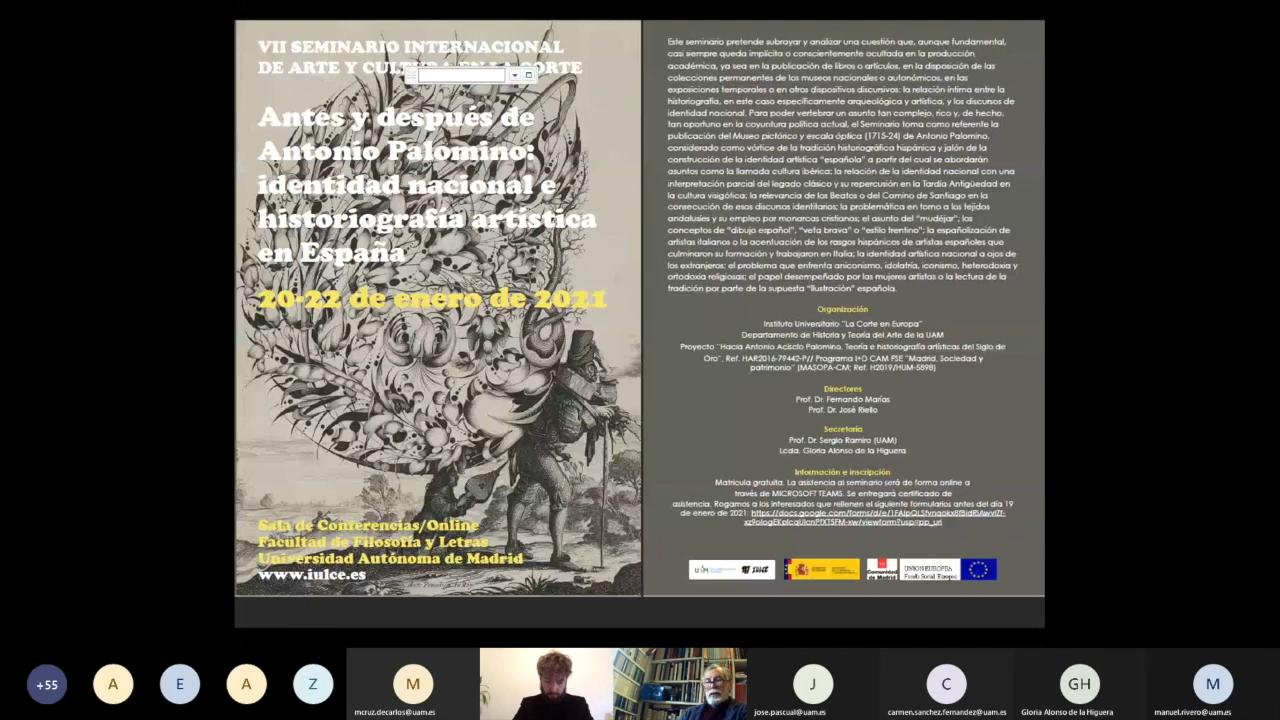 VII SEMINARIO INTERNACIONAL
DE ARTE Y CULTURA EN LA CORTE
Antes y después de
Antonio Palomino:
identidad nacional e
historiografía artística
en España
20-22 de enero de 2021
Sala de Conferencias/Online
Facultad de Filosofía y Letras
Universidad Autónoma de Madrid
www.iulce.es
Este seminario pretende subrayar y analizar una cuestión que, aunque fundamental,
casi siempre queda implícita o conscientemente ocultada en la producción
académica, ya sea en la publicación de libros o artículos, en la disposición de las
colecciones permanentes de los museos nacionales o autonómicos, en las
exposiciones temporales o en otros dispositivos discursivos: la relación íntima entre la
historiografía, en este caso específicamente arqueológica y artística, y los discursos de
identidad nacional. Para poder vertebrar un asunto tan complejo, rico y, de hecho,
tan oportuno en la coyuntura política actual, el Seminario toma como referente la
publicación del Museo pictórico y escala óptica (1715-24) de Antonio Palomino,
considerado como vórtice de la tradición historiográfica hispánica y jalón de la
construcción de la identidad artística "española" a partir del cual se abordarán
asuntos como la llamada cultura ibérica; la relación de la identidad nacional con una
interpretación parcial del legado clásico y su repercusión en la Tardía Antigüedad en
la cultura visigótica; la relevancia de los Beatos o del Camino de Santiago en la
consecución de esos discursos identitarios; la problemática en torno a los tejidos
andalusíes y su empleo por monarcas cristianos; el asunto del "mudéjar"; los
conceptos de "dibujo español", "veta brava" o "estilo trentino"; la españolización de
artistas italianos o la acentuación de los rasgos hispánicos de artistas españoles que
culminaron su formación y trabajaron en Italia; la identidad artística nacional a ojos de
los extranjeros; el problema que enfrenta aniconismo, idolatría, iconismo, heterodoxia y
ortodoxia religiosas; el papel desempeñado por las mujeres artistas o la lectura de la
tradición por parte de la supuesta "Ilustración" española.
Organización
Instituto Universitario "La Corte en Europa"
Departamento de Historia y Teoría del Arte de la UAM
Proyecto "Hacia Antonio Acisclo Palomino. Teoría e historiografía artísticas del Siglo de
Oro", Ref. HAR2016-79442-P// Programa I+D CAM FSE "Madrid, Sociedad y
patrimonio" (MASOPA-CM; Ref. H2019/HUM-5898)
Directores
Prof. Dr. Fernando Marías
Prof. Dr. José Riello
Secretaría
Prof. Dr. Sergio Ramiro (UAM)
Lcda. Gloria Alonso de la Higuera
Información e inscripción
Matrícula gratuita. La asistencia al seminario será de forma online a
través de MICROSOFT TEAMS. Se entregará certificado de
asistencia. Rogamos a los interesados que rellenen el siguiente formularios antes del día 19
de enero de 2021:
UAM
Comunidad
de Madrid
UNION EUROPEA
Fondo Social Europeo
+55
A
E
A
Z
M
J
C
GH
M
mcruz.decarlos@uam.es
jose.pascual@uam.es
carmen.sanchez.fernandez@uam.es
Gloria Alonso de la Higuera
manuel.rivero@uam.es